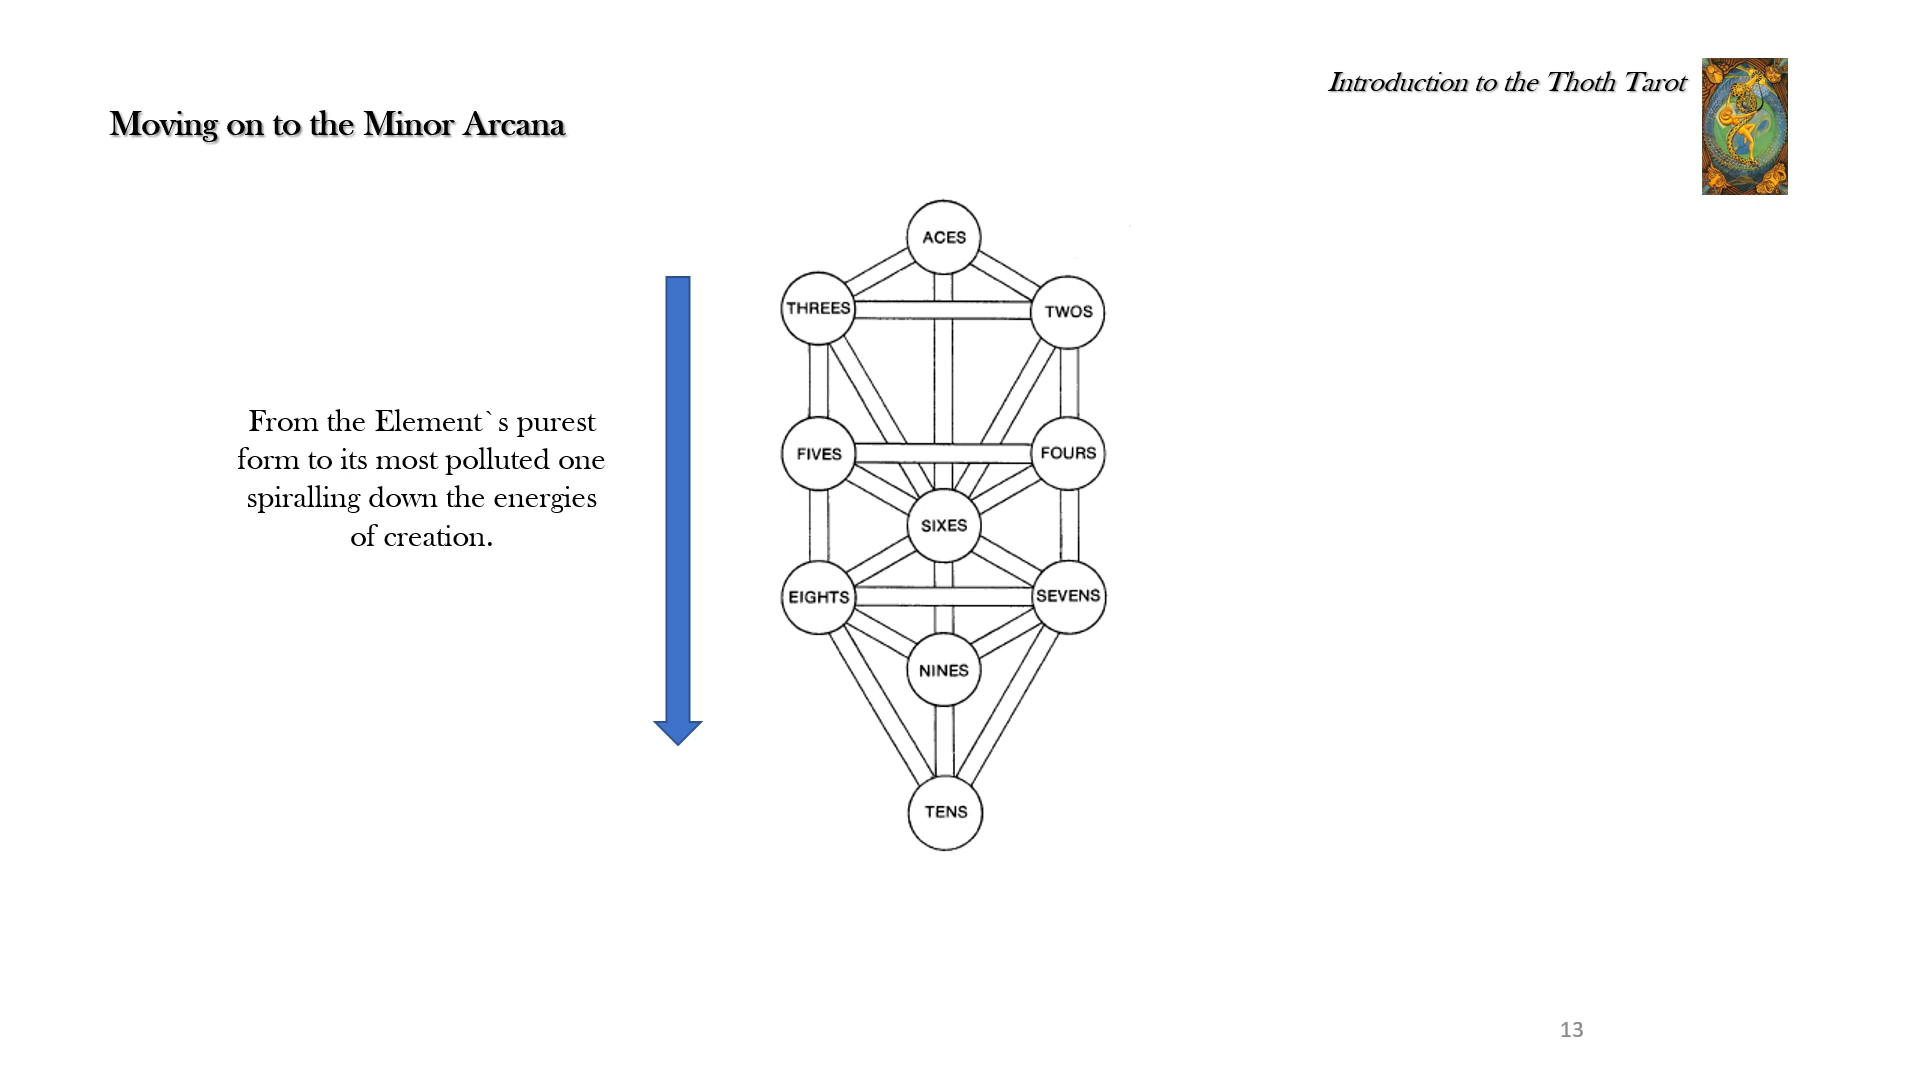 Introduction to the Thoth Tarot
Moving on to the Minor Arcana
ACES
THREES
TWOS
From the Element`s purest
form to its most polluted one
spiralling down the energies
of creation.
FIVES
FOURS
SIXES
EIGHTS
SEVENS
NINES
TENS
13